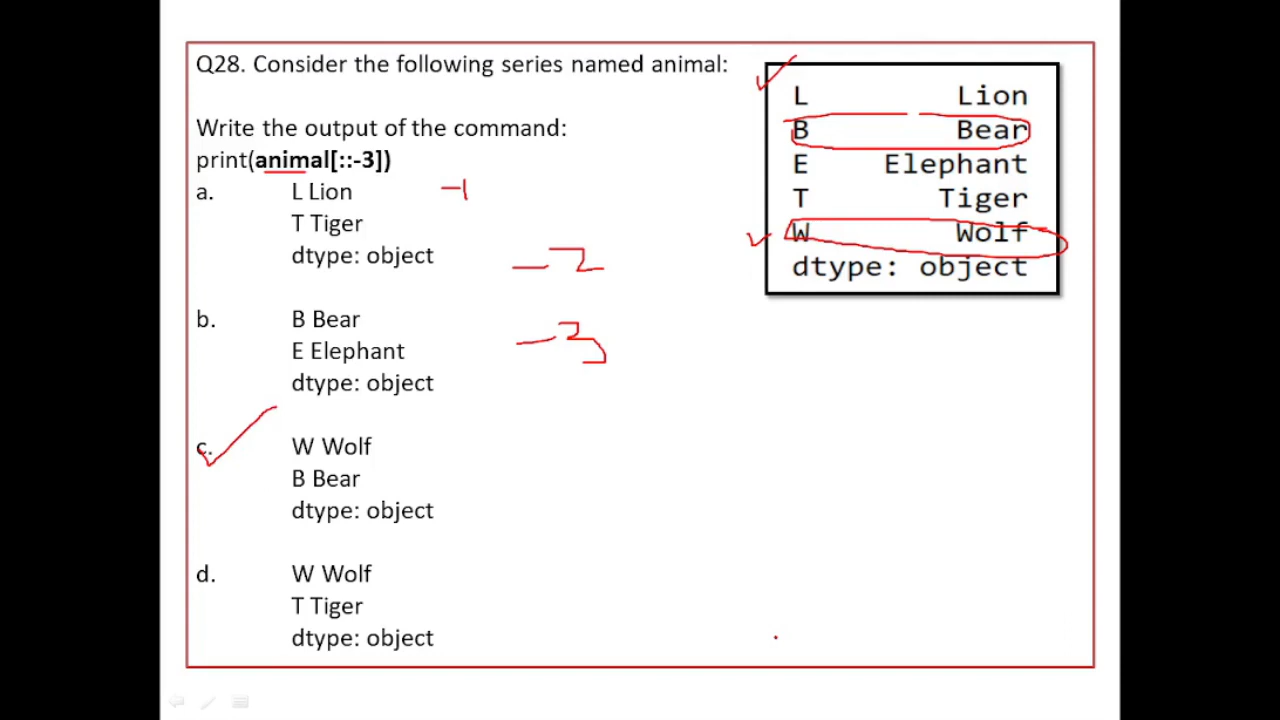 Q28. Consider the following series named animal:
Write the output of the command:
print(animal[::-3])
a. L Lion
T Tiger
dtype: object
b. B Bear
E Elephant
dtype: object
c. W Wolf
B Bear
dtype: object
d. W Wolf
T Tiger
dtype: object
-1
-2
-3
L Lion
B Bear
E Elephant
T Tiger
W Wolf
dtype: object